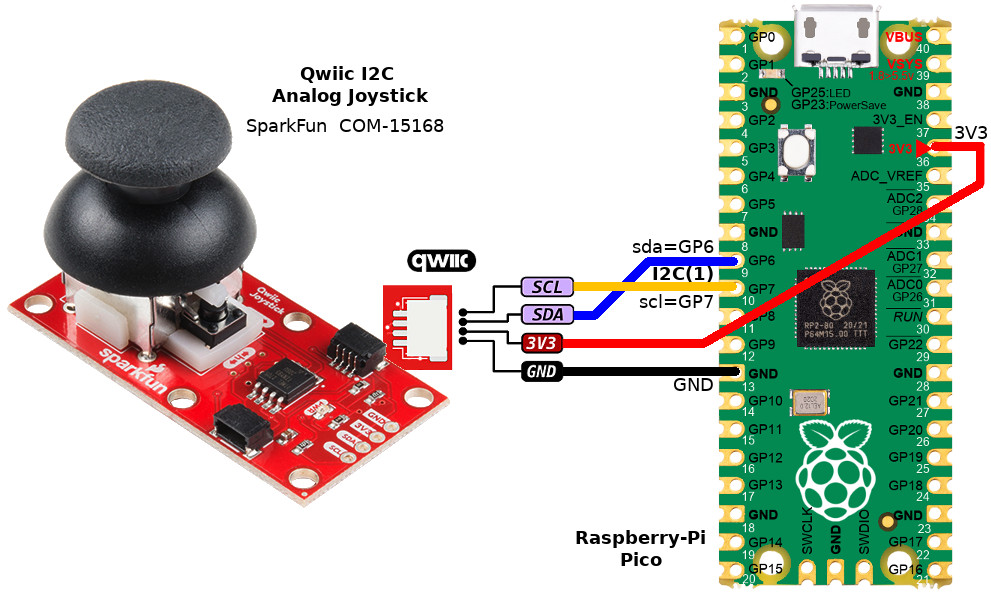 Qwiic I2C
Analog Joystick
SparkFun COM-15168
Qwiic
Joystick
sparkfun
GND
3V3
SDA
SCL
qwiic
SCL
SDA
3V3
GND
sda=GP6
I2C(1)
scl=GP7
GND
3V3
Raspberry-Pi
Pico
GP0
1
GP1
2
GND
3
GP2
4
GP3
5
GP4
6
GP5
7
GND
8
GP6
9
GP7
10
GP8
11
GP9
12
GND
13
GP10
14
GP11
15
GP12
16
GP13
17
GND
18
GP14
19
GP15
20
GP25:LED
GP23:PowerSave
RP2-B0 20/21
P64M15.00 TTT
SWCLK
GND
SWDIO
VBUS
40
VSYS
39
GND
38
3V3_EN
37
3V3
36
ADC_VREF
35
ADC2
GP28
34
GND
33
ADC1
GP27
32
ADC0
GP26
31
RUN
30
GP22
29
GND
28
GP21
27
GP20
26
GP19
25
GP18
24
GND
23
GP17
22
GP16
21